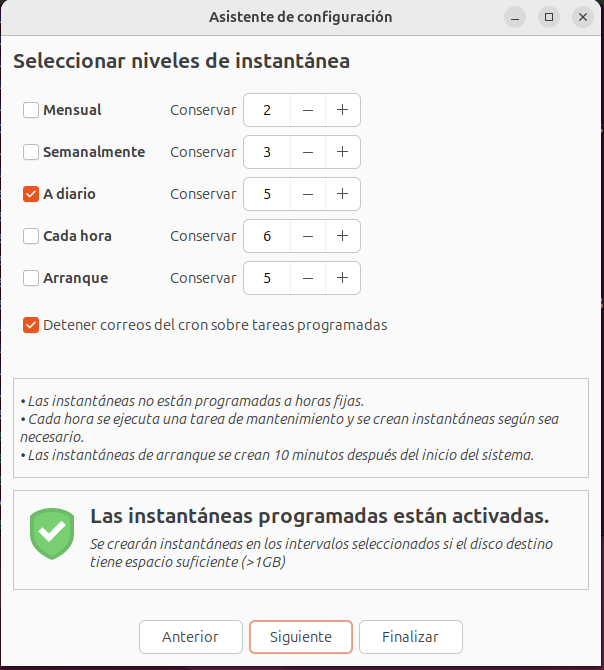 Asistente de configuración
Seleccionar niveles de instantánea
Mensual Conservar 2 − +
Semanalmente Conservar 3 − +
A diario Conservar 5 − +
Cada hora Conservar 6 − +
Arranque Conservar 5 − +
Detener correos del cron sobre tareas programadas
• Las instantáneas no están programadas a horas fijas.
• Cada hora se ejecuta una tarea de mantenimiento y se crean instantáneas según sea
necesario.
• Las instantáneas de arranque se crean 10 minutos después del inicio del sistema.
Las instantáneas programadas están activadas.
Se crearán instantáneas en los intervalos seleccionados si el disco destino
tiene espacio suficiente (>1GB)
Anterior Siguiente Finalizar